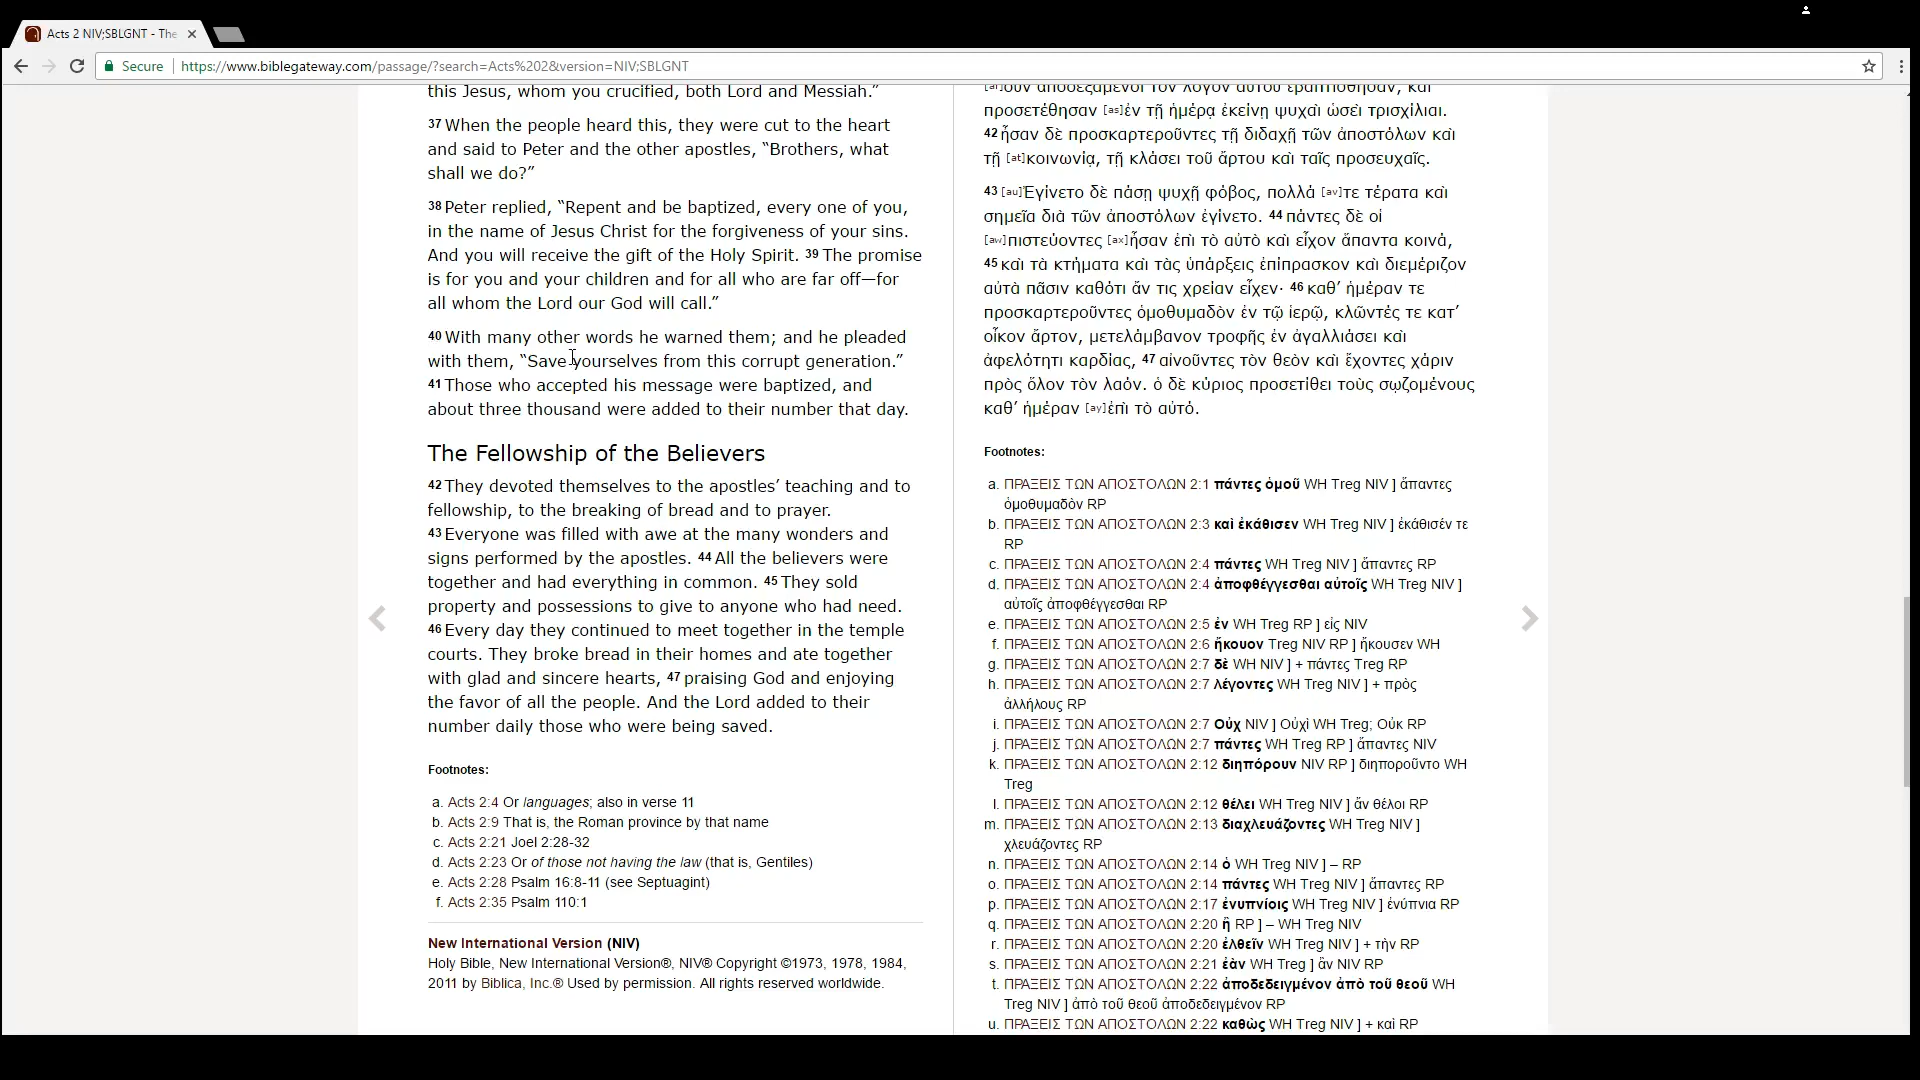 Acts 2 NIV;SBLGNT - The
Secure
https://www.biblegateway.com/passage/?search=Acts%202&version=NIV;SBLGNT
this Jesus, whom you crucified, both Lord and Messiah.”
37 When the people heard this, they were cut to the heart
and said to Peter and the other apostles, “Brothers, what
shall we do?”
38 Peter replied, “Repent and be baptized, every one of you,
in the name of Jesus Christ for the forgiveness of your sins.
And you will receive the gift of the Holy Spirit. 39 The promise
is for you and your children and for all who are far off—for
all whom the Lord our God will call.”
40 With many other words he warned them; and he pleaded
with them, “Save yourselves from this corrupt generation.”
41 Those who accepted his message were baptized, and
about three thousand were added to their number that day.
The Fellowship of the Believers
42 They devoted themselves to the apostles’ teaching and to
fellowship, to the breaking of bread and to prayer.
43 Everyone was filled with awe at the many wonders and
signs performed by the apostles. 44 All the believers were
together and had everything in common. 45 They sold
property and possessions to give to anyone who had need.
46 Every day they continued to meet together in the temple
courts. They broke bread in their homes and ate together
with glad and sincere hearts, 47 praising God and enjoying
the favor of all the people. And the Lord added to their
number daily those who were being saved.
Footnotes:
a. Acts 2:4 Or languages; also in verse 11
b. Acts 2:9 That is, the Roman province by that name
c. Acts 2:21 Joel 2:28-32
d. Acts 2:23 Or of those not having the law (that is, Gentiles)
e. Acts 2:28 Psalm 16:8-11 (see Septuagint)
f. Acts 2:35 Psalm 110:1
New International Version (NIV)
Holy Bible, New International Version®, NIV® Copyright ©1973, 1978, 1984,
2011 by Biblica, Inc.® Used by permission. All rights reserved worldwide.
[ar]οὖν ἀποδεξάμενοι τὸν λόγον αὐτοῦ ἐβαπτίσθησαν, καὶ
προσετέθησαν [as]ἐν τῇ ἡμέρᾳ ἐκείνῃ ψυχαὶ ὡσεὶ τρισχίλιαι.
42 ἦσαν δὲ προσκαρτεροῦντες τῇ διδαχῇ τῶν ἀποστόλων καὶ
τῇ [at]κοινωνίᾳ, τῇ κλάσει τοῦ ἄρτου καὶ ταῖς προσευχαῖς.
43 [au]Ἐγίνετο δὲ πάσῃ ψυχῇ φόβος, πολλά [av]τε τέρατα καὶ
σημεῖα διὰ τῶν ἀποστόλων ἐγίνετο. 44 πάντες δὲ οἱ
[aw]πιστεύοντες [ax]ἦσαν ἐπὶ τὸ αὐτὸ καὶ εἶχον ἅπαντα κοινά,
45 καὶ τὰ κτήματα καὶ τὰς ὑπάρξεις ἐπίπρασκον καὶ διεμέριζον
αὐτὰ πᾶσιν καθότι ἄν τις χρείαν εἶχεν· 46 καθ’ ἡμέραν τε
προσκαρτεροῦντες ὁμοθυμαδὸν ἐν τῷ ἱερῷ, κλῶντές τε κατ’
οἶκον ἄρτον, μετελάμβανον τροφῆς ἐν ἀγαλλιάσει καὶ
ἀφελότητι καρδίας, 47 αἰνοῦντες τὸν θεὸν καὶ ἔχοντες χάριν
πρὸς ὅλον τὸν λαόν. ὁ δὲ κύριος προσετίθει τοὺς σῳζομένους
καθ’ ἡμέραν [ay]ἐπὶ τὸ αὐτό.
Footnotes:
a. ΠΡΑΞΕΙΣ ΤΩΝ ΑΠΟΣΤΟΛΩΝ 2:1 πάντες ὁμοῦ WH Treg NIV ] ἅπαντες
ὁμοθυμαδὸν RP
b. ΠΡΑΞΕΙΣ ΤΩΝ ΑΠΟΣΤΟΛΩΝ 2:3 καὶ ἐκάθισεν WH Treg NIV ] ἐκάθισέν τε
RP
c. ΠΡΑΞΕΙΣ ΤΩΝ ΑΠΟΣΤΟΛΩΝ 2:4 πάντες WH Treg NIV ] ἅπαντες RP
d. ΠΡΑΞΕΙΣ ΤΩΝ ΑΠΟΣΤΟΛΩΝ 2:4 ἀποφθέγγεσθαι αὐτοῖς WH Treg NIV ]
αὐτοῖς ἀποφθέγγεσθαι RP
e. ΠΡΑΞΕΙΣ ΤΩΝ ΑΠΟΣΤΟΛΩΝ 2:5 ἐν WH Treg RP ] εἰς NIV
f. ΠΡΑΞΕΙΣ ΤΩΝ ΑΠΟΣΤΟΛΩΝ 2:6 ἤκουον Treg NIV RP ] ἤκουσεν WH
g. ΠΡΑΞΕΙΣ ΤΩΝ ΑΠΟΣΤΟΛΩΝ 2:7 δὲ WH NIV ] + πάντες Treg RP
h. ΠΡΑΞΕΙΣ ΤΩΝ ΑΠΟΣΤΟΛΩΝ 2:7 λέγοντες WH Treg NIV ] + πρὸς
ἀλλήλους RP
i. ΠΡΑΞΕΙΣ ΤΩΝ ΑΠΟΣΤΟΛΩΝ 2:7 Οὐχ NIV ] Οὐχὶ WH Treg; Οὐκ RP
j. ΠΡΑΞΕΙΣ ΤΩΝ ΑΠΟΣΤΟΛΩΝ 2:7 πάντες WH Treg RP ] ἅπαντες NIV
k. ΠΡΑΞΕΙΣ ΤΩΝ ΑΠΟΣΤΟΛΩΝ 2:12 διηπόρουν NIV RP ] διηποροῦντο WH
Treg
l. ΠΡΑΞΕΙΣ ΤΩΝ ΑΠΟΣΤΟΛΩΝ 2:12 θέλει WH Treg NIV ] ἂν θέλοι RP
m. ΠΡΑΞΕΙΣ ΤΩΝ ΑΠΟΣΤΟΛΩΝ 2:13 διαχλευάζοντες WH Treg NIV ]
χλευάζοντες RP
n. ΠΡΑΞΕΙΣ ΤΩΝ ΑΠΟΣΤΟΛΩΝ 2:14 ὁ WH Treg NIV ] – RP
o. ΠΡΑΞΕΙΣ ΤΩΝ ΑΠΟΣΤΟΛΩΝ 2:14 πάντες WH Treg NIV ] ἅπαντες RP
p. ΠΡΑΞΕΙΣ ΤΩΝ ΑΠΟΣΤΟΛΩΝ 2:17 ἐνυπνίοις WH Treg NIV ] ἐνύπνια RP
q. ΠΡΑΞΕΙΣ ΤΩΝ ΑΠΟΣΤΟΛΩΝ 2:20 ἢ RP ] – WH Treg NIV
r. ΠΡΑΞΕΙΣ ΤΩΝ ΑΠΟΣΤΟΛΩΝ 2:20 ἐλθεῖν WH Treg NIV ] + τὴν RP
s. ΠΡΑΞΕΙΣ ΤΩΝ ΑΠΟΣΤΟΛΩΝ 2:21 ἐὰν WH Treg ] ἂν NIV RP
t. ΠΡΑΞΕΙΣ ΤΩΝ ΑΠΟΣΤΟΛΩΝ 2:22 ἀποδεδειγμένον ἀπὸ τοῦ θεοῦ WH
Treg NIV ] ἀπὸ τοῦ θεοῦ ἀποδεδειγμένον RP
u. ΠΡΑΞΕΙΣ ΤΩΝ ΑΠΟΣΤΟΛΩΝ 2:22 καθὼς WH Treg NIV ] + καὶ RP